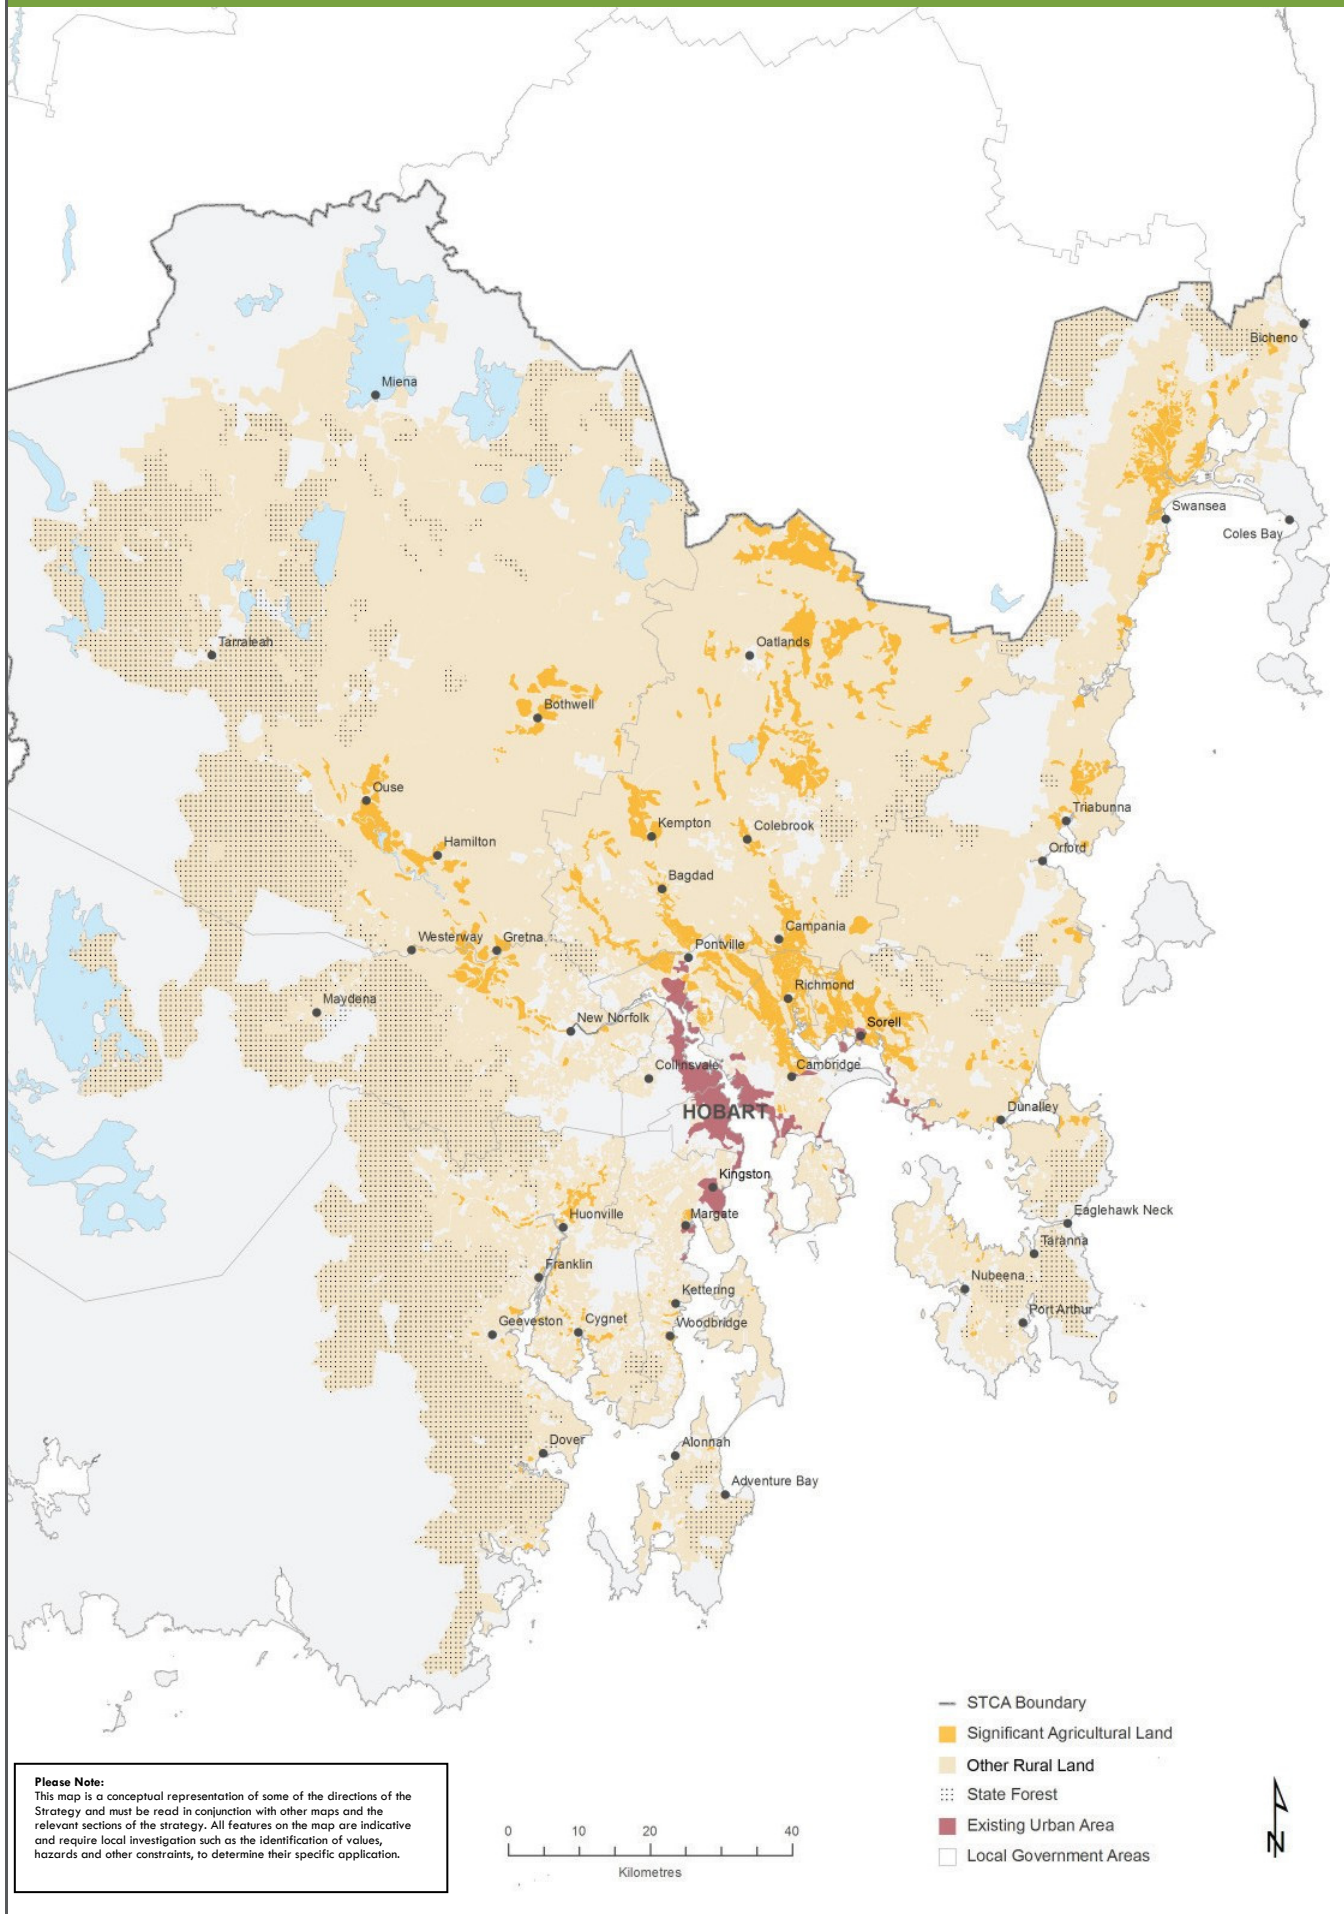 Bicheno
Miena
Swansea
Coles Bay
Tarraleah
Oatlands
Bothwell
Ouse
Triabunna
Kempton
Colebrook
Hamilton
Orford
Bagdad
Campania
Westerway
Gretna
Pontville
Richmond
Maydena
New Norfolk
Sorell
Collinsvale
Cambridge
HOBART
Dunalley
Kingston
Huonville
Margate
Eaglehawk Neck
Taranna
Franklin
Nubeena
Kettering
Port Arthur
Geeveston
Cygnet
Woodbridge
Dover
Alonnah
Adventure Bay
STCA Boundary
Significant Agricultural Land
Other Rural Land
State Forest
Existing Urban Area
Local Government Areas
Please Note:
This map is a conceptual representation of some of the directions of the
Strategy and must be read in conjunction with other maps and the
relevant sections of the strategy. All features on the map are indicative
and require local investigation such as the identification of values,
hazards and other constraints, to determine their specific application.
0 10 20 40
Kilometres
N